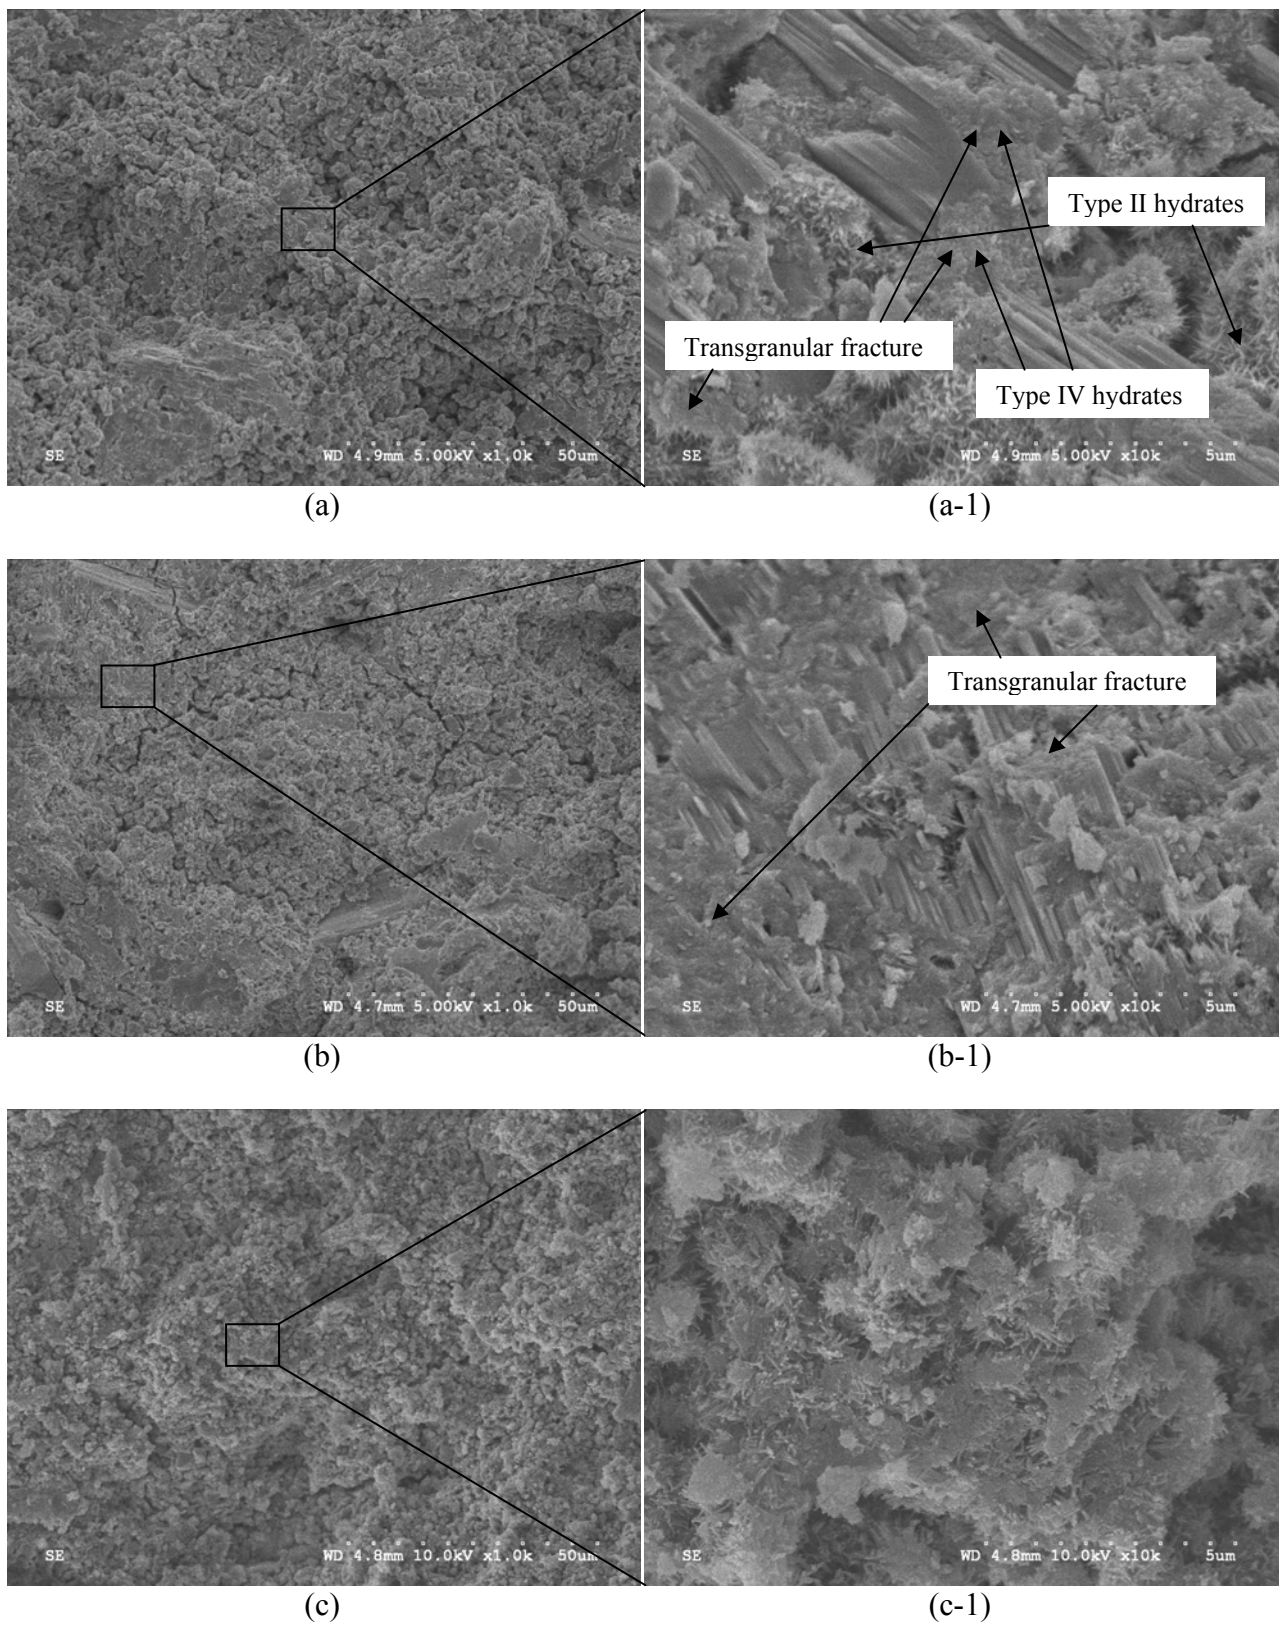 Type II hydrates
Transgranular fracture
Type IV hydrates
SE WD 4.9mm 5.00kV x1.0k 50um
SE WD 4.9mm 5.00kV x10k 5um
(a) (a-1)
Transgranular fracture
SE WD 4.7mm 5.00kV x1.0k 50um
SE WD 4.7mm 5.00kV x10k 5um
(b) (b-1)
SE WD 4.8mm 10.0kV x1.0k 50um
SE WD 4.8mm 10.0kV x10k 5um
(c) (c-1)